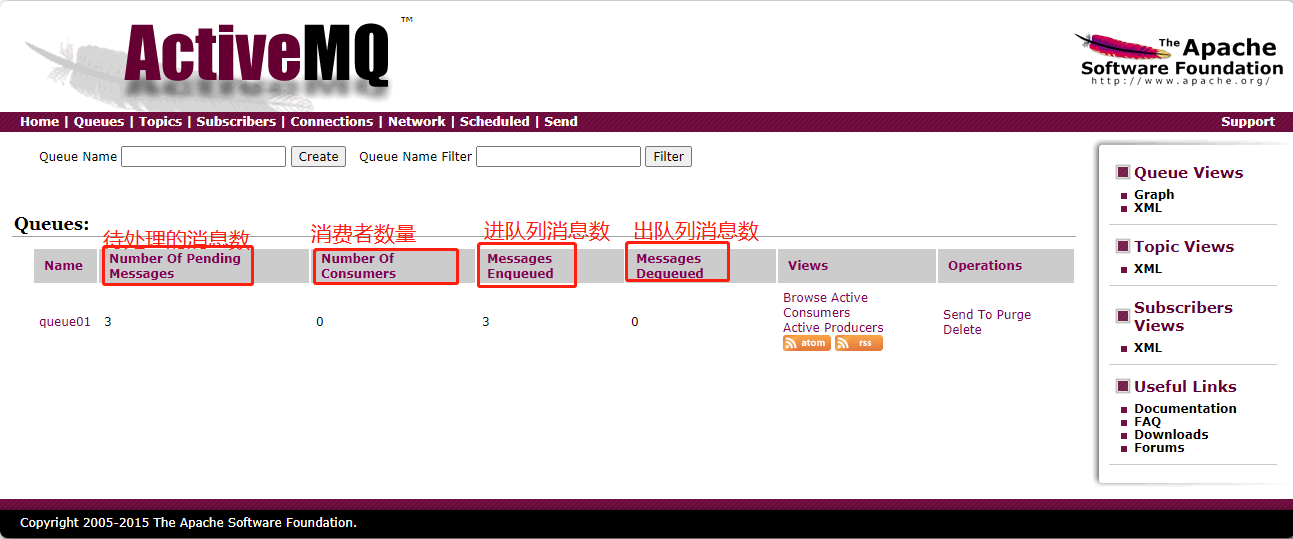 ActiveMQ ™
The Apache
Software Foundation
http://www.apache.org/
Home | Queues | Topics | Subscribers | Connections | Network | Scheduled | Send
Support
Queue Name Create Queue Name Filter Filter
Queues:
待处理的消息数 消费者数量 进队列消息数 出队列消息数
Name
Number Of Pending
Messages
Number Of
Consumers
Messages
Enqueued
Messages
Dequeued
Views
Operations
queue01
3
0
3
0
Browse Active
Consumers
Active Producers
atom rss
Send To Purge
Delete
Queue Views
Graph
XML
Topic Views
XML
Subscribers
Views
XML
Useful Links
Documentation
FAQ
Downloads
Forums
Copyright 2005-2015 The Apache Software Foundation.